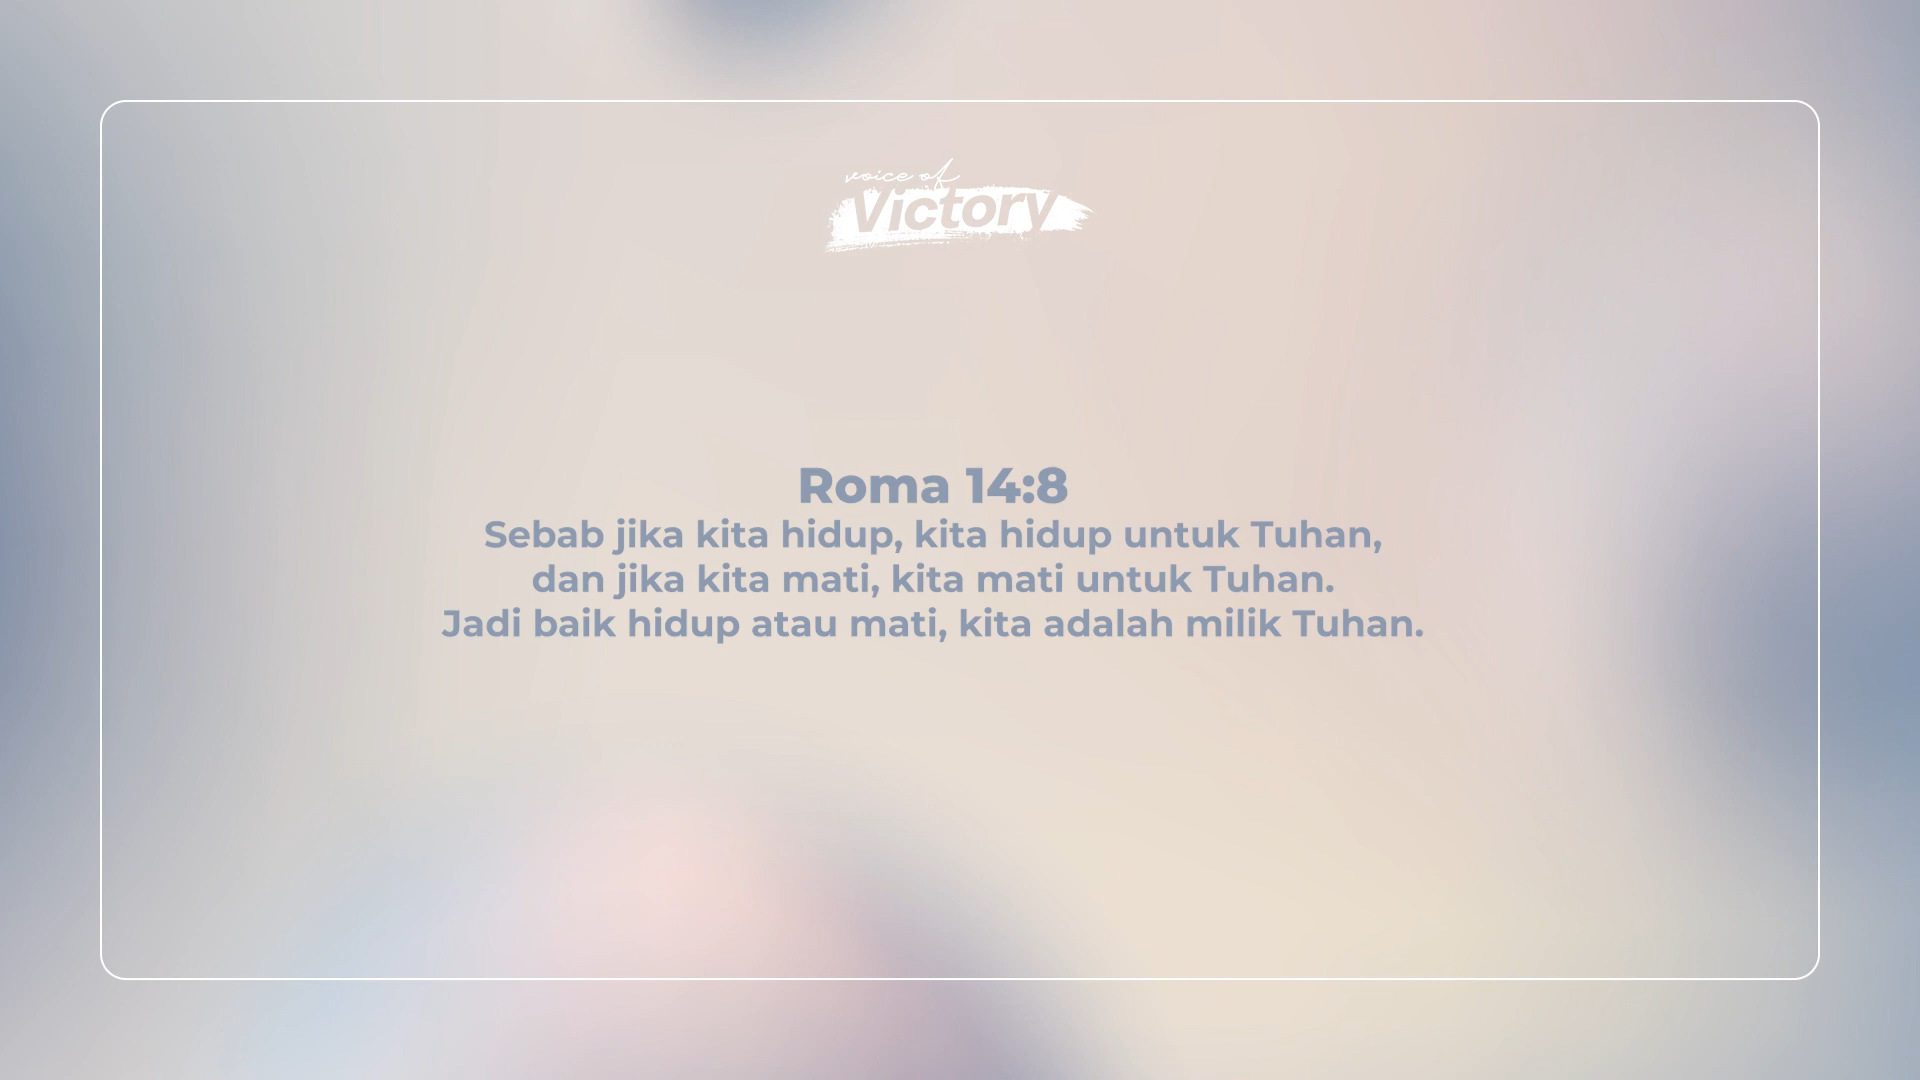 voice of
Victory
Roma 14:8
Sebab jika kita hidup, kita hidup untuk Tuhan,
dan jika kita mati, kita mati untuk Tuhan.
Jadi baik hidup atau mati, kita adalah milik Tuhan.